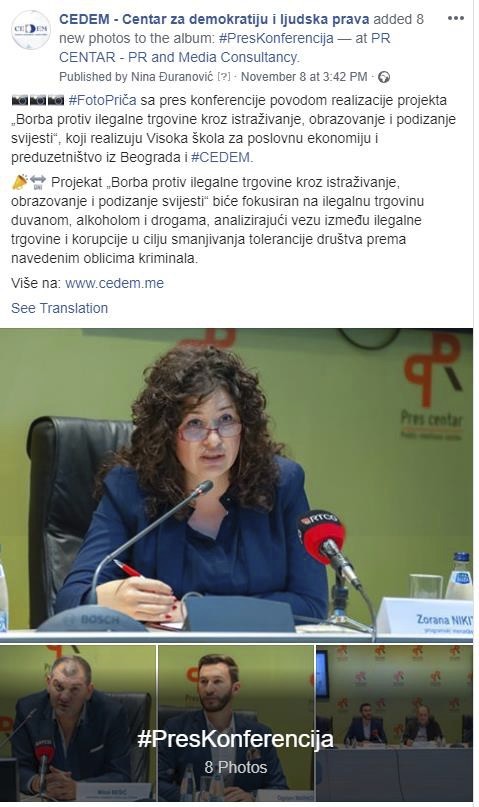 CEDEM
CEDEM - Centar za demokratiju i ljudska prava added 8
new photos to the album: #PresKonferencija — at PR
CENTAR - PR and Media Consultancy.
Published by Nina Đuranović [?] · November 8 at 3:42 PM ·
📷📷📷 #FotoPriča sa pres konferencije povodom realizacije projekta
„Borba protiv ilegalne trgovine kroz istraživanje, obrazovanje i podizanje
svijesti“, koji realizuju Visoka škola za poslovnu ekonomiju i
preduzetništvo iz Beograda i #CEDEM.
🎉 Projekat „Borba protiv ilegalne trgovine kroz istraživanje,
obrazovanje i podizanje svijesti“ biće fokusiran na ilegalnu trgovinu
duvanom, alkoholom i drogama, analizirajući vezu između ilegalne
trgovine i korupcije u cilju smanjivanja tolerancije društva prema
navedenim oblicima kriminala.
Više na: www.cedem.me
See Translation
Pres centar
RTCG
BOSCH
Zorana NIKI
#PresKonferencija
8 Photos